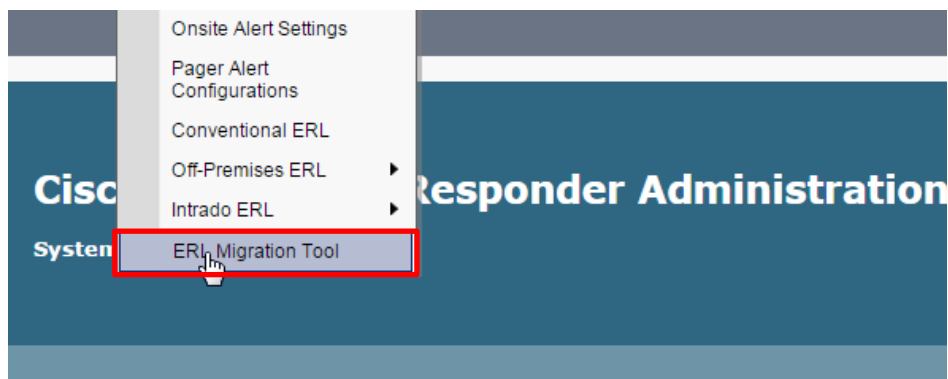 Onsite Alert Settings
Pager Alert
Configurations
Conventional ERL
Off-Premises ERL
Intrado ERL
ERL Migration Tool
Cisc Responder Administration
System